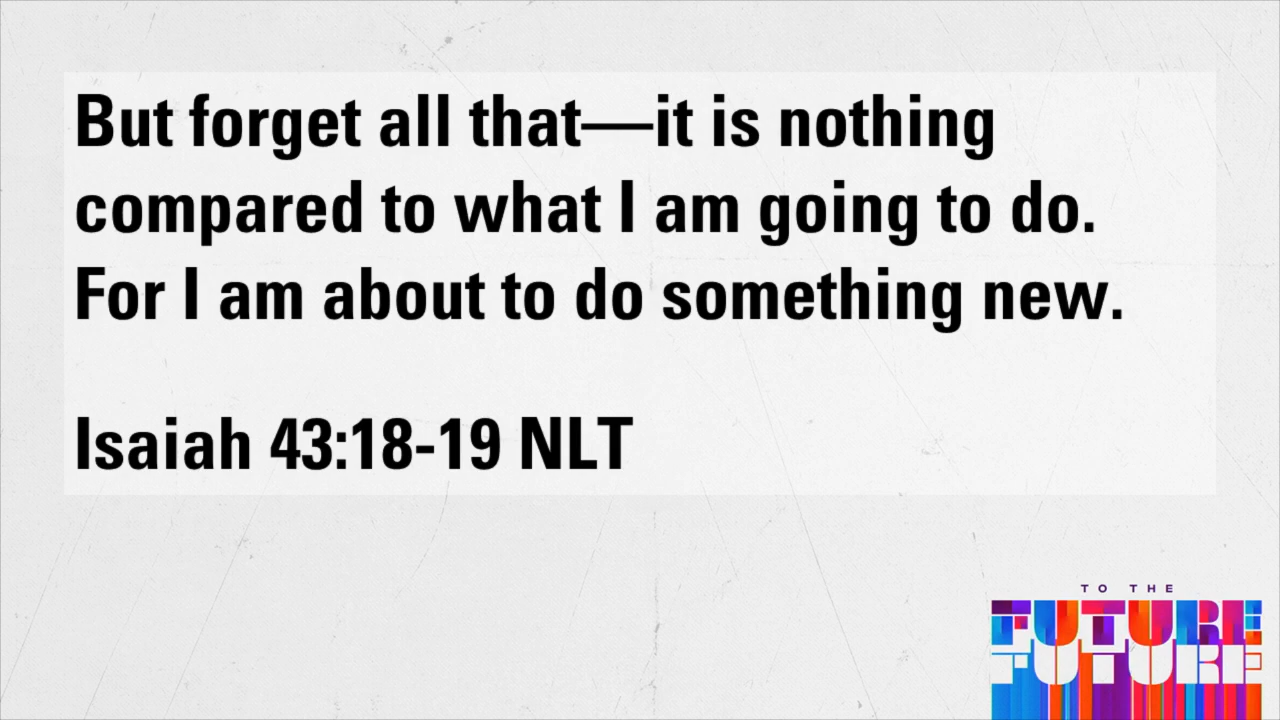 But forget all that—it is nothing
compared to what I am going to do.
For I am about to do something new.
Isaiah 43:18-19 NLT
TO THE
FUTURE
FUTURE